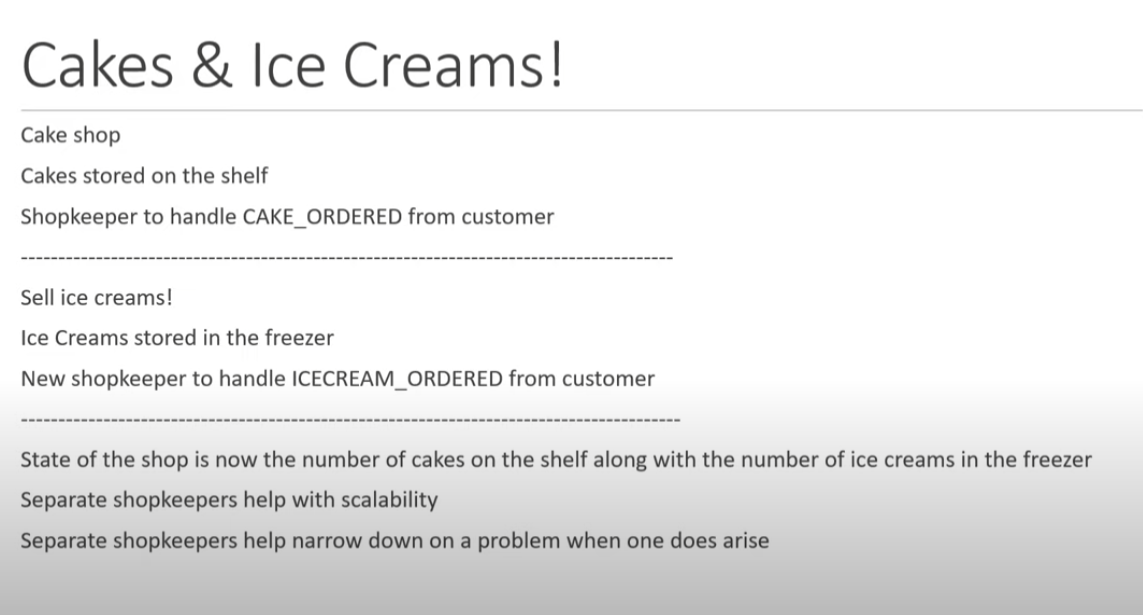 Cakes & Ice Creams!
Cake shop
Cakes stored on the shelf
Shopkeeper to handle CAKE_ORDERED from customer
----------------------------------------------------------------------------------------
Sell ice creams!
Ice Creams stored in the freezer
New shopkeeper to handle ICECREAM_ORDERED from customer
-----------------------------------------------------------------------------------------
State of the shop is now the number of cakes on the shelf along with the number of ice creams in the freezer
Separate shopkeepers help with scalability
Separate shopkeepers help narrow down on a problem when one does arise